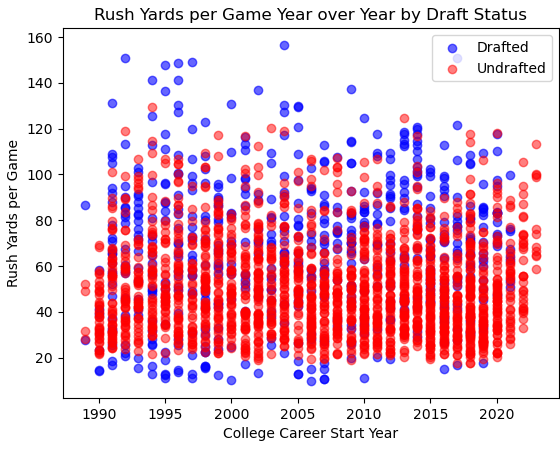 Rush Yards per Game Year over Year by Draft Status
160
140
120
100
80
60
40
20
Rush Yards per Game
Drafted
Undrafted
1990 1995 2000 2005 2010 2015 2020
College Career Start Year